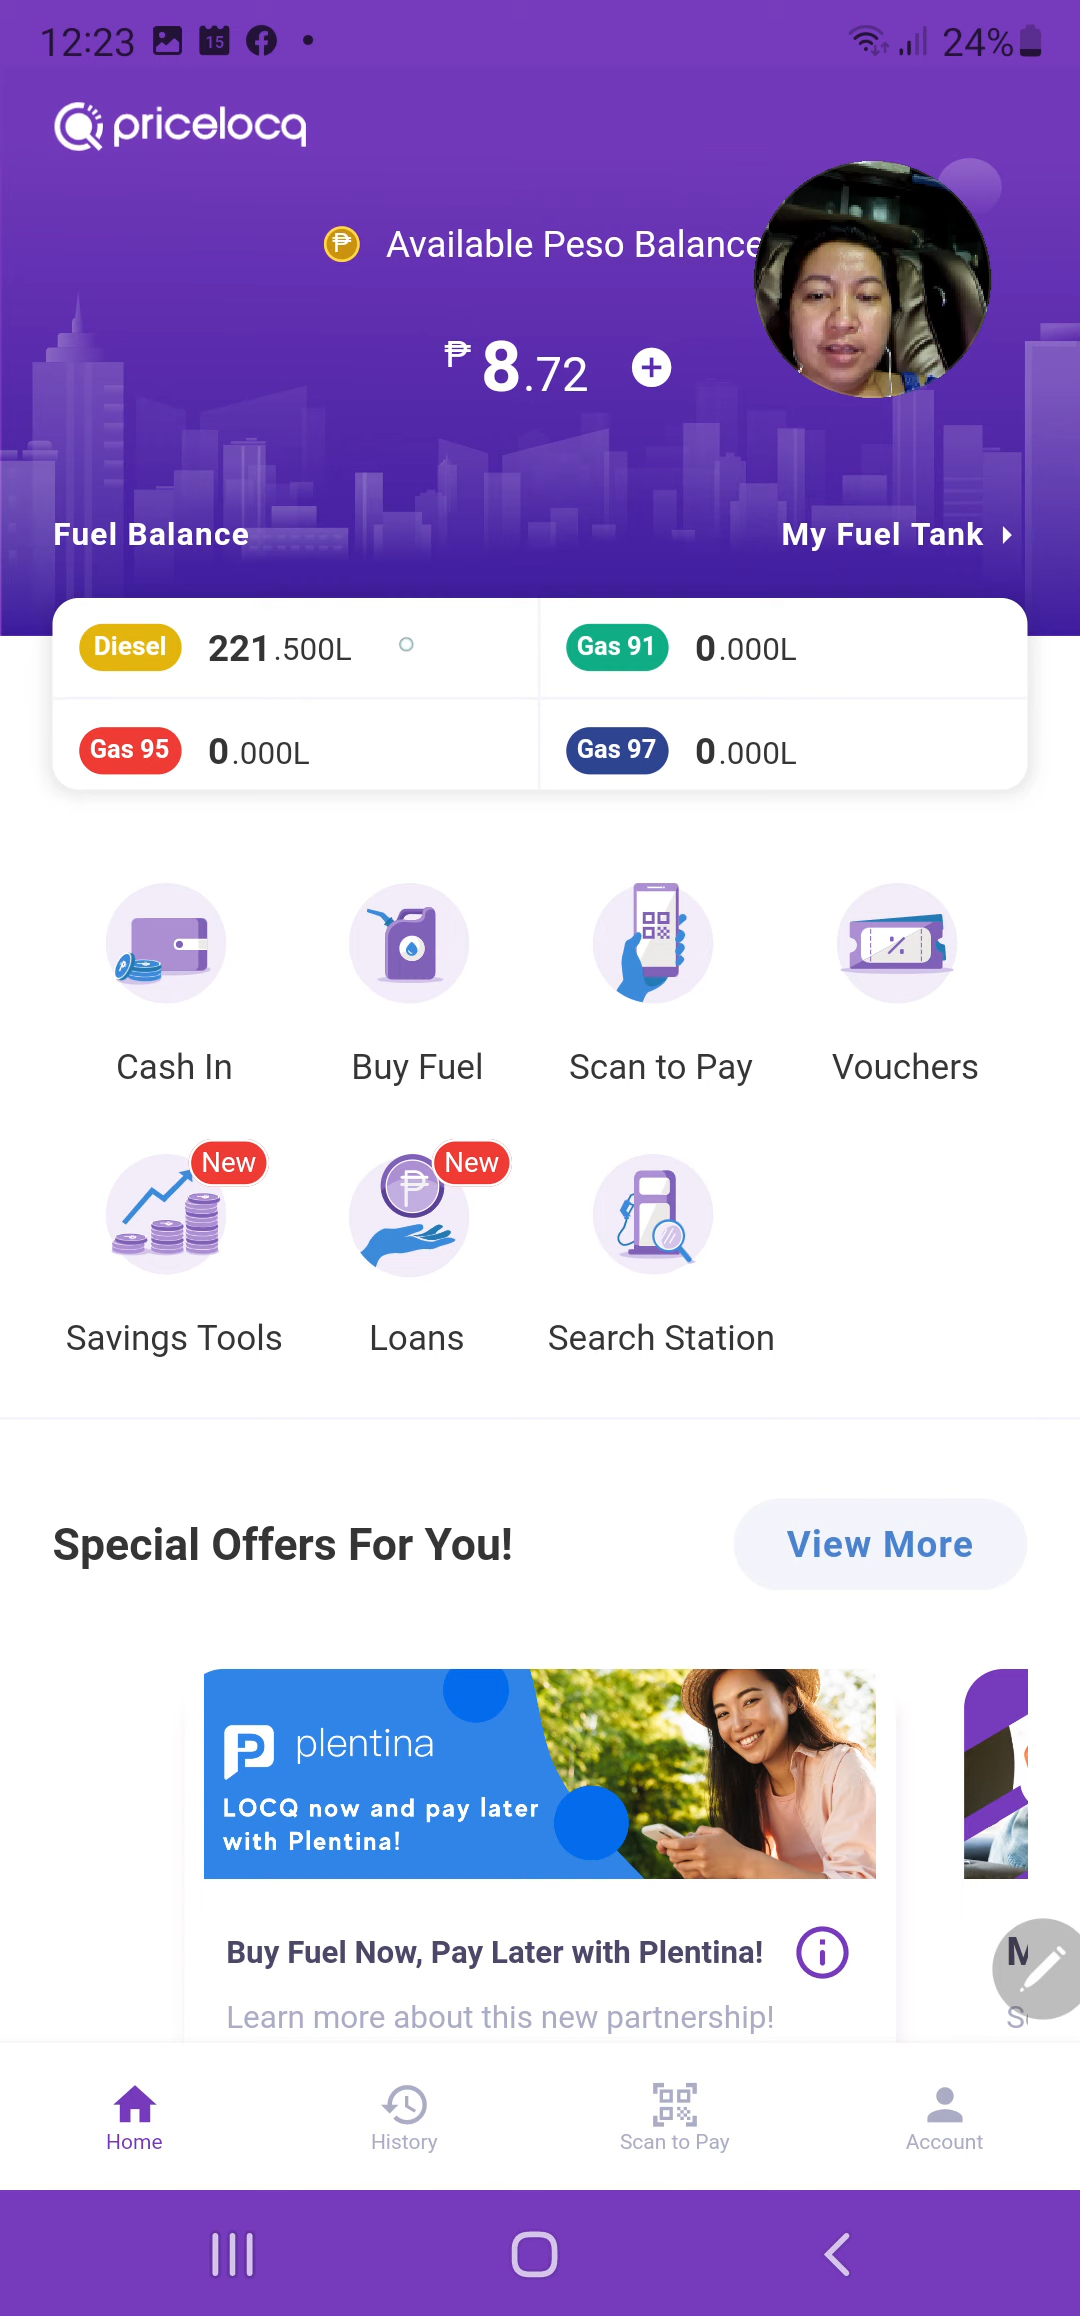 12:23 15 24%
pricelocq
Available Peso Balance
₱ 8.72
Fuel Balance My Fuel Tank
Diesel 221.500L Gas 91 0.000L
Gas 95 0.000L Gas 97 0.000L
Cash In Buy Fuel Scan to Pay Vouchers
New New
Savings Tools Loans Search Station
Special Offers For You! View More
plentina
LOCQ now and pay later
with Plentina!
Buy Fuel Now, Pay Later with Plentina!
Learn more about this new partnership!
Home History Scan to Pay Account